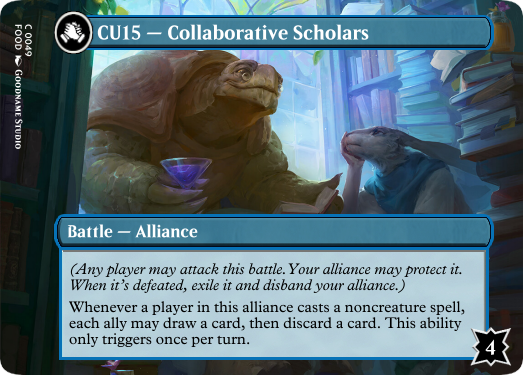 CU15 — Collaborative Scholars
C 0049
FOOD Goodname Studio
Battle — Alliance
(Any player may attack this battle. Your alliance may protect it.
When it's defeated, exile it and disband your alliance.)
Whenever a player in this alliance casts a noncreature spell,
each ally may draw a card, then discard a card. This ability
only triggers once per turn.
4